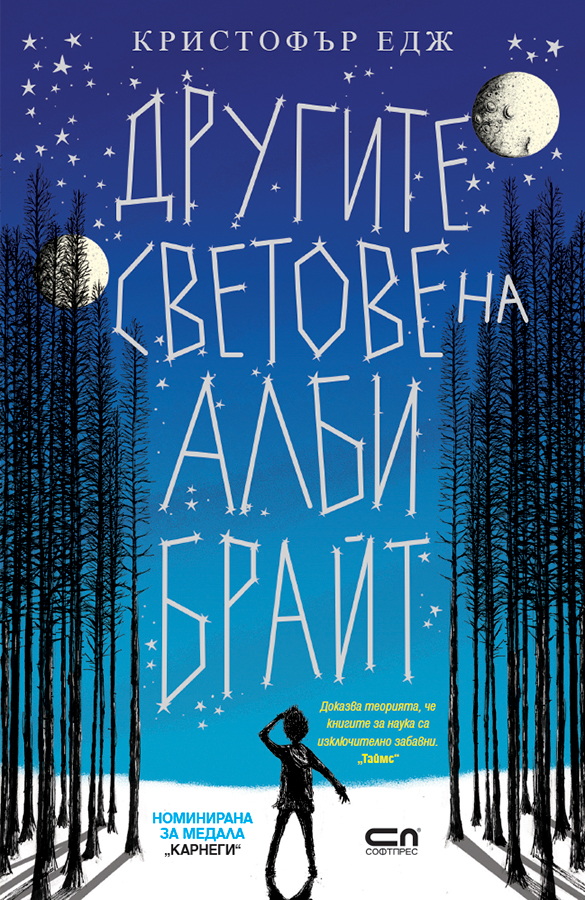 КРИСТОФЪР ЕДЖ
ДРУГИТЕ
СВЕТОВЕ НА
АЛБИ
БРАЙТ
Доказва теорията, че
книгите за наука са
изключително забавни.
„Таймс“
НОМИНИРАНА
ЗА МЕДАЛА
„КАРНЕГИ“
СП
СОФТПРЕС